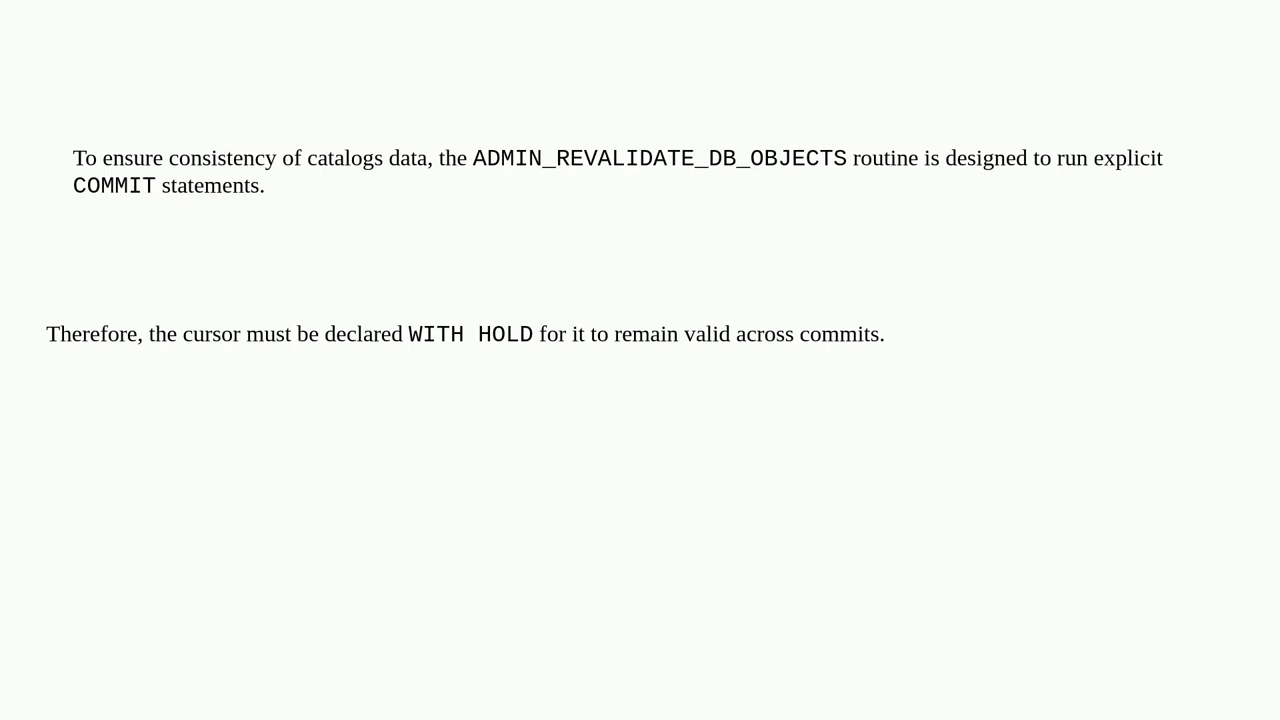 To ensure consistency of catalogs data, the ADMIN_REVALIDATE_DB_OBJECTS routine is designed to run explicit
COMMIT statements.
Therefore, the cursor must be declared WITH HOLD for it to remain valid across commits.